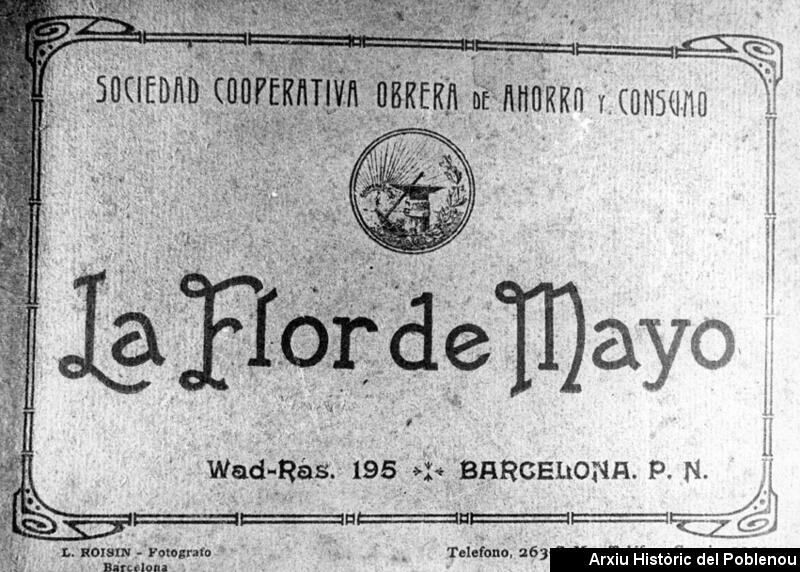 SOCIEDAD COOPERATIVA OBRERA DE AHORRO Y CONSUMO
La Flor de Mayo
Wad-Ras. 195 BARCELONA. P. N.
L. ROISIN - Fotografo
Barcelona
Telefono, 263
Arxiu Històric del Poblenou